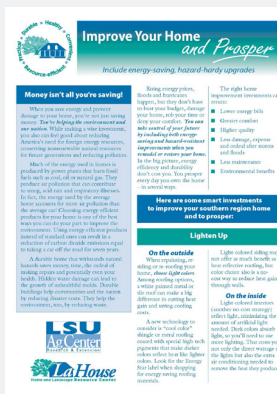 Practical • Durable • Healthy • Convenient • Resource-efficient
Improve Your Home
and Prosper
Include energy-saving, hazard-hardy upgrades
Money isn't all you're saving!
When you save energy and prevent
damage to your home, you're not just saving
money. You're helping the environment and
our nation. While making a wise investment,
you also can feel good about reducing
America's need for foreign energy resources,
conserving nonrenewable natural resources
for future generations and reducing pollution.
Much of the energy used in homes is
produced by power plants that burn fossil
fuels such as coal, oil or natural gas. They
produce air pollution that can contribute
to smog, acid rain and respiratory illnesses.
In fact, the energy used by the average
home accounts for more air pollution than
the average car! Choosing energy-efficient
products for your home is one of the best
ways you can do your part to improve the
environment. Using energy-efficient products
instead of standard ones can result in a
reduction of carbon dioxide emissions equal
to taking a car off the road for seven years.
A durable home that withstands natural
hazards saves money, time, the ordeal of
making repairs and potentially even your
health. Hidden water damage can lead to
the growth of unhealthful molds. Durable
buildings help communities and the nation
by reducing disaster costs. They help the
environment, too, by reducing waste.
LSU
AgCenter
Research & Extension
LaHouse
Home and Landscape Resource Center
Rising energy prices,
floods and hurricanes
happen, but they don't have
to bust your budget, damage
your home, rob your time or
deny your comfort. You can
take control of your future
by including both energy-
saving and hazard-resistant
improvements when you
remodel or restore your home.
In the big picture, energy
efficiency and durability
don't cost you. They prosper
every day you own the home
– in several ways.
The right home
improvement investments can
return:
Lower energy bills
Greater comfort
Higher quality
Less damage, expense
and ordeal after storms
and floods
Less maintenance
Environmental benefits
Here are some smart investments
to improve your southern region home
and to prosper:
Lighten Up
On the outside
When repainting, re-
siding or re-roofing your
home, choose light colors
Among roofing options,
a white painted metal or
tile roof can make a big
difference in cutting heat
gain and saving cooling
costs.
A new technology to
consider is "cool color"
shingle or metal roofing
coated with special high-tech
pigments that make darker
colors reflect heat like lighter
colors. Look for the Energy
Star label when shopping
for energy-saving roofing
materials.
Light-colored siding may
not offer as much benefit as
heat-reflective roofing, but
color choice also is a no-
cost way to reduce heat gain
through walls.
On the inside
Light-colored interiors
(another no-cost strategy)
reflect light, minimizing the
amount of artificial light
needed. Dark colors absorb
light, so you'll need to use
more lighting. That costs you
not only the direct wattage of
the lights but also the extra
air conditioning needed to
remove the heat they produce.